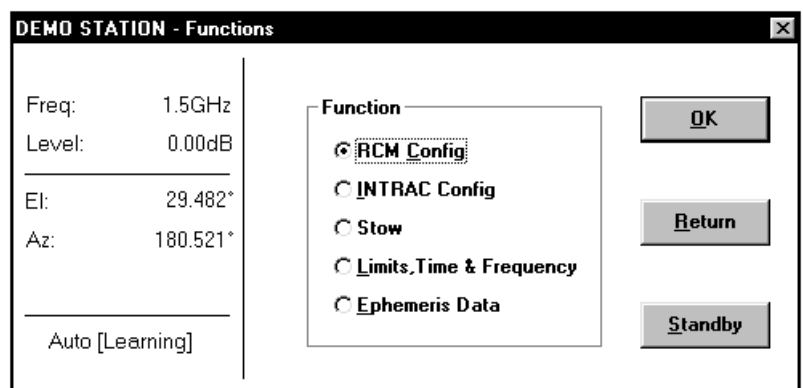 DEMO STATION - Functions
Freq: 1.5GHz
Level: 0.00dB
El: 29.482°
Az: 180.521°
Auto [Learning]
Function
RCM Config
INTRAC Config
Stow
Limits,Time & Frequency
Ephemeris Data
OK
Return
Standby